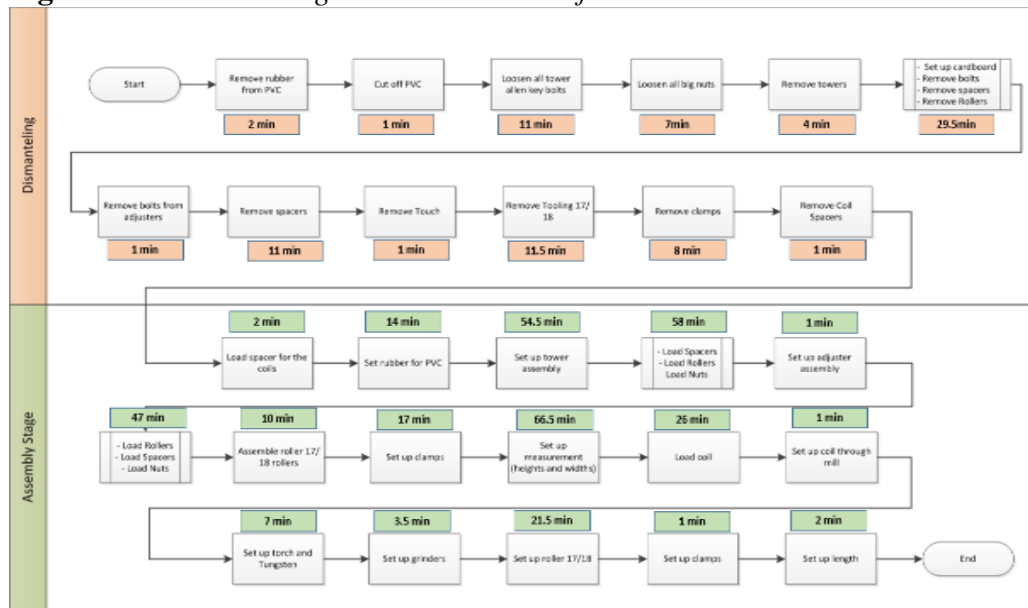 Dismanteling
Start
Remove rubber
from PVC
2 min
Cut off PVC
1 min
Loosen all tower
allen key bolts
11 min
Loosen all big nuts
7min
Remove towers
4 min
- Set up cardboard
- Remove bolts
- Remove spacers
- Remove Rollers
29.5min
Remove bolts from
adjusters
1 min
Remove spacers
11 min
Remove Touch
1 min
Remove Tooling 17/
18
11.5 min
Remove clamps
8 min
Remove Coil
Spacers
1 min
Assembly Stage
2 min
Load spacer for the
coils
14 min
Set rubber for PVC
54.5 min
Set up tower
assembly
58 min
- Load Spacers
- Load Rollers
Load Nuts
1 min
Set up adjuster
assembly
47 min
- Load Rollers
- Load Spacers
- Load Nuts
10 min
Assemble roller 17/
18 rollers
17 min
Set up clamps
66.5 min
Set up
measurement
(heights and widths)
26 min
Load coil
1 min
Set up coil through
mill
7 min
Set up torch and
Tungsten
3.5 min
Set up grinders
21.5 min
Set up roller 17/18
1 min
Set up clamps
2 min
Set up length
End